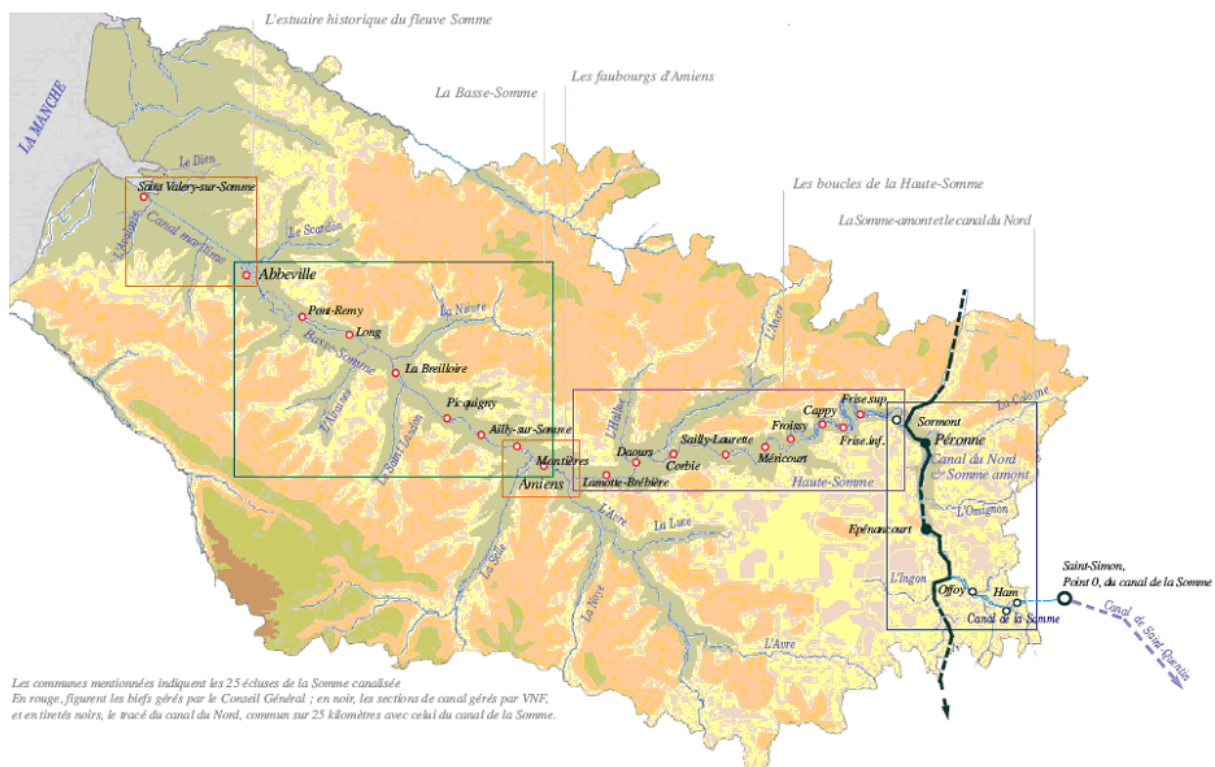 L'estuaire historique du fleuve Somme
Les faubourgs d'Amiens
La Basse-Somme
LA MANCHE
Le Dien
Les boucles de la Haute-Somme
Saint Valery-sur-Somme
La Somme-amont et le canal du Nord
L'Avalasse
Canal maritime
Le Scardon
Abbeville
Pont-Remy
La Nièvre
L'Ancre
Long
Basse-Somme
La Breilloire
L'Airaines
L'Hallue
La Cologne
Picquigny
Cappy
Frise sup.
Le Saint Landon
Ailly-sur-Somme
Froissy
Sormont
Sailly-Laurette
Frise inf.
Péronne
Daours
Montières
Corbie
Méricourt
Canal du Nord
& Somme amont
Amiens
Lamotte-Brébière
Haute-Somme
L'Avre
La Luce
L'Omignon
Epénancourt
La Selle
Saint-Simon,
Point 0, du canal de la Somme
L'Ingon
Offoy
Ham
La Noye
Canal de la Somme
Canal de Saint Quentin
L'Avre
Les communes mentionnées indiquent les 25 écluses de la Somme canalisée
En rouge, figurent les biefs gérés par le Conseil Général ; en noir, les sections de canal gérés par VNF,
et en tiretés noirs, le tracé du canal du Nord, commun sur 25 kilomètres avec celui du canal de la Somme.